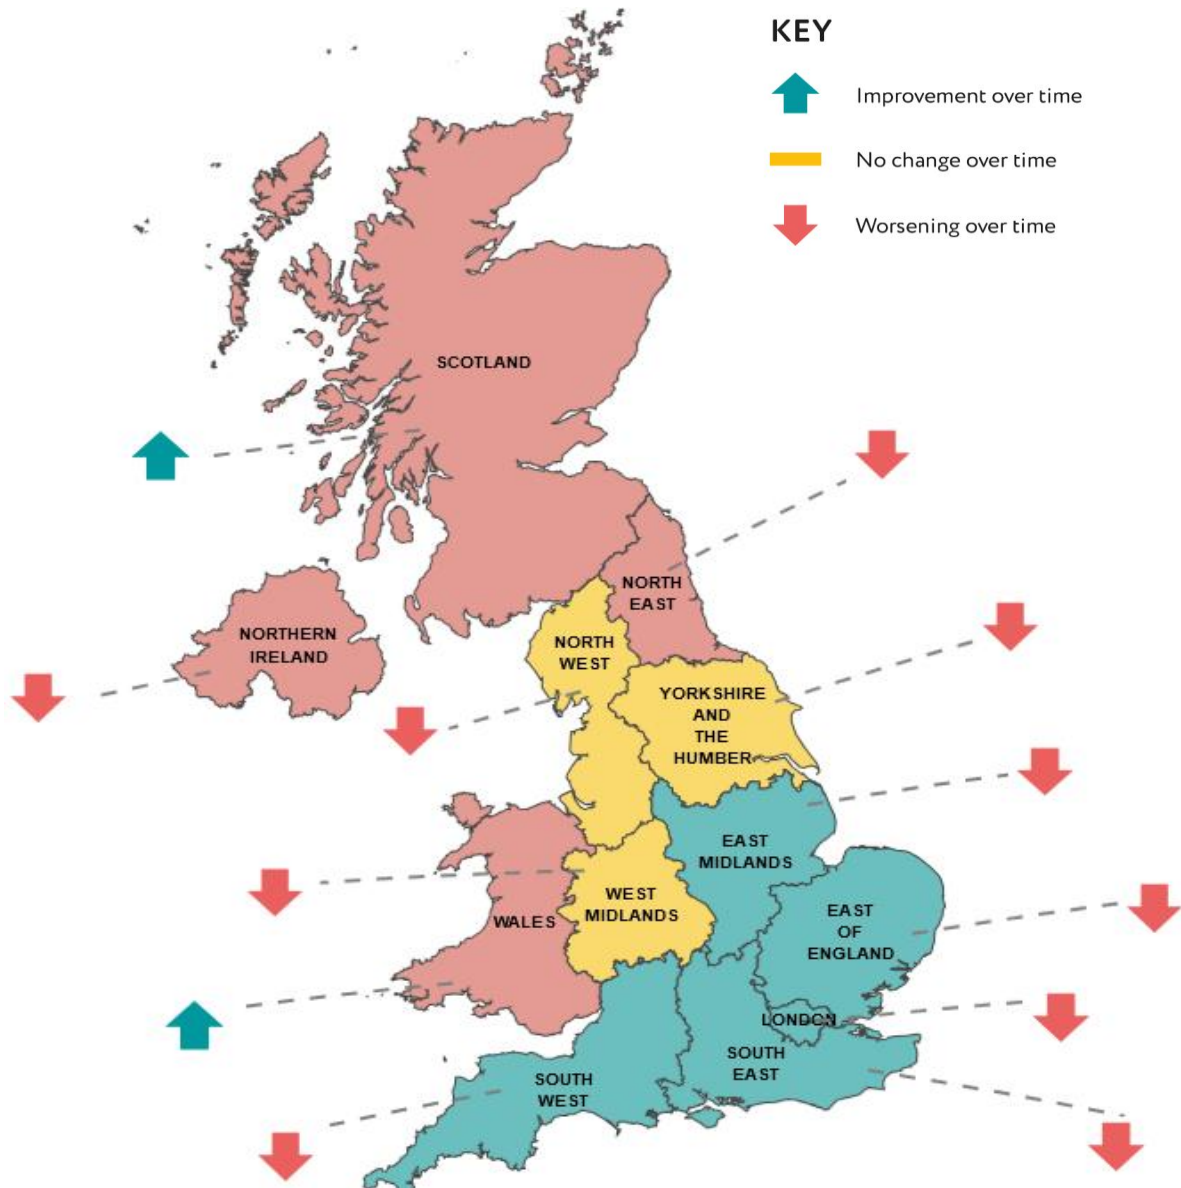 KEY
Improvement over time
No change over time
Worsening over time
SCOTLAND
NORTH
EAST
NORTHERN
IRELAND
NORTH
WEST
YORKSHIRE
AND
THE
HUMBER
EAST
MIDLANDS
WEST
MIDLANDS
WALES
EAST
OF
ENGLAND
LONDON
SOUTH
EAST
SOUTH
WEST